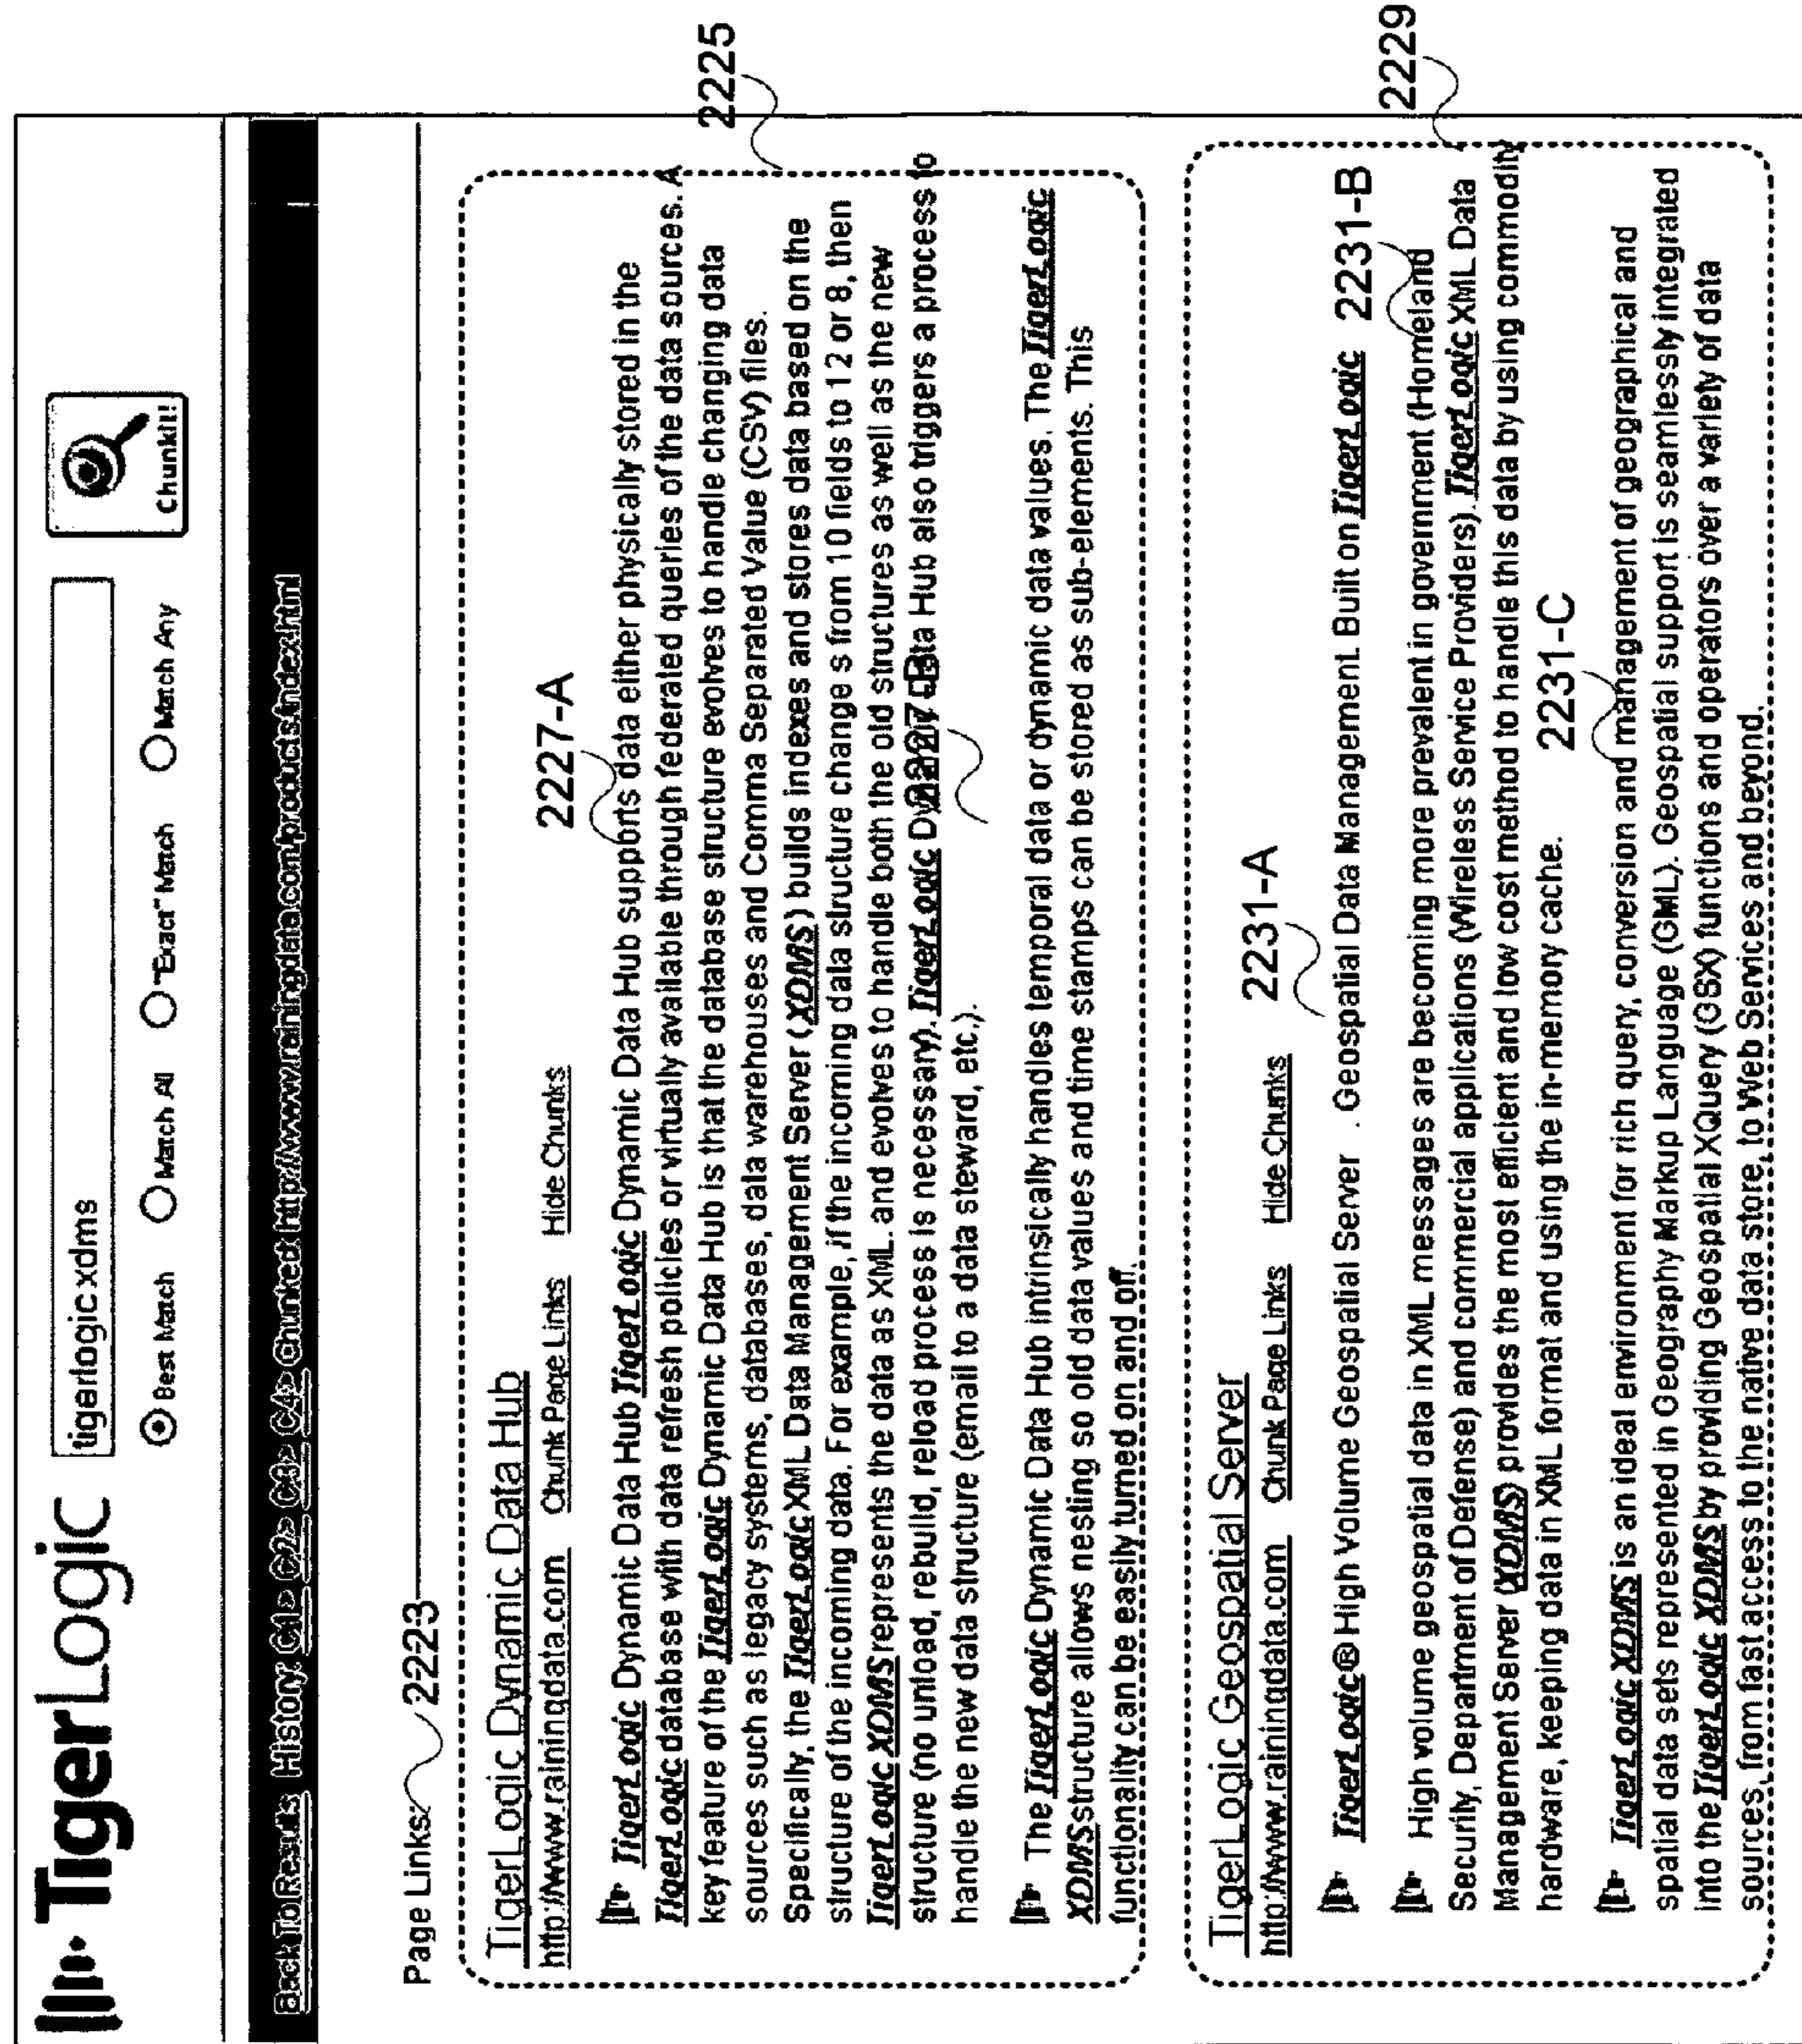 TigerLogic
tigerlogic xdms
Chunkit!
Best Match Match All "Exact" Match Match Any
Back To Results History: C1> C2> C3> C4> Chunked: http://www.rainingdata.com/products/index.html
Page Links: 2223
2225
TigerLogic Dynamic Data Hub
http://www.rainingdata.com Chunk Page Links Hide Chunks
2227-A
TigerLogic Dynamic Data Hub TigerLogic Dynamic Data Hub supports data either physically stored in the
TigerLogic database with data refresh policies or virtually available through federated queries of the data sources. A
key feature of the TigerLogic Dynamic Data Hub is that the database structure evolves to handle changing data
sources such as legacy systems, databases, data warehouses and Comma Separated Value (CSV) files.
Specifically, the TigerLogic XML Data Management Server (XDMS) builds indexes and stores data based on the
structure of the incoming data. For example, if the incoming data structure change s from 10 fields to 12 or 8, then
TigerLogic XDMS represents the data as XML. and evolves to handle both the old structures as well as the new
structure (no unload, rebuild, reload process is necessary). TigerLogic Dynamic Data Hub also triggers a process to
2227-B
handle the new data structure (email to a data steward, etc.).
The TigerLogic Dynamic Data Hub intrinsically handles temporal data or dynamic data values. The TigerLogic
XDMS structure allows nesting so old data values and time stamps can be stored as sub-elements. This
functionality can be easily turned on and off.
2229
TigerLogic Geospatial Server
http://www.rainingdata.com Chunk Page Links Hide Chunks
2231-A
TigerLogic® High Volume Geospatial Server . Geospatial Data Management. Built on TigerLogic 2231-B
High volume geospatial data in XML messages are becoming more prevalent in government (Homeland
Security, Department of Defense) and commercial applications (Wireless Service Providers). TigerLogic XML Data
Management Server (XDMS) provides the most efficient and low cost method to handle this data by using commodity
hardware, keeping data in XML format and using the in-memory cache.
2231-C
TigerLogic XDMS is an ideal environment for rich query, conversion and management of geographical and
spatial data sets represented in Geography Markup Language (GML). Geospatial support is seamlessly integrated
into the TigerLogic XDMS by providing Geospatial XQuery (GSX) functions and operators over a variety of data
sources, from fast access to the native data store, to Web Services and beyond.